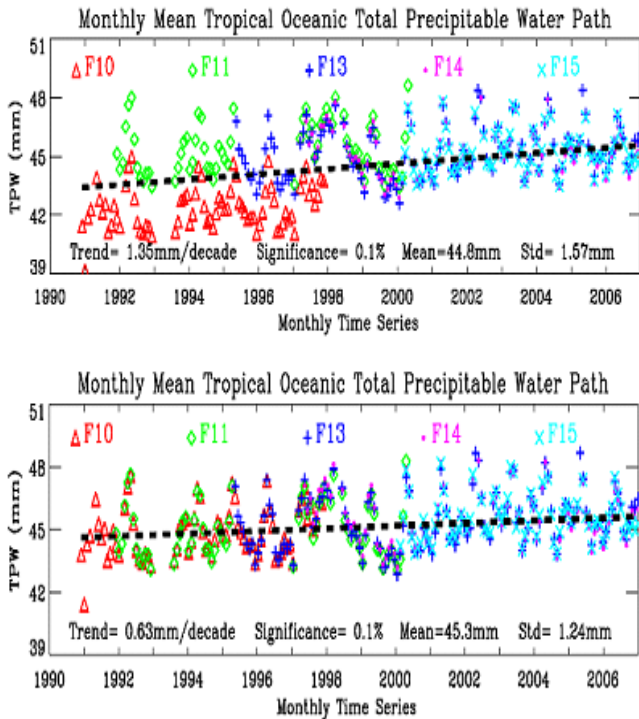 Monthly Mean Tropical Oceanic Total Precipitable Water Path
51
48
45
42
39
TPW (mm)
F10 F11 F13 F14 F15
Trend= 1.35mm/decade Significance= 0.1% Mean=44.8mm Std= 1.57mm
1990 1992 1994 1996 1998 2000 2002 2004 2006
Monthly Time Series
Monthly Mean Tropical Oceanic Total Precipitable Water Path
51
48
45
42
39
TPW (mm)
F10 F11 F13 F14 F15
Trend= 0.63mm/decade Significance= 0.1% Mean=45.3mm Std= 1.24mm
1990 1992 1994 1996 1998 2000 2002 2004 2006
Monthly Time Series